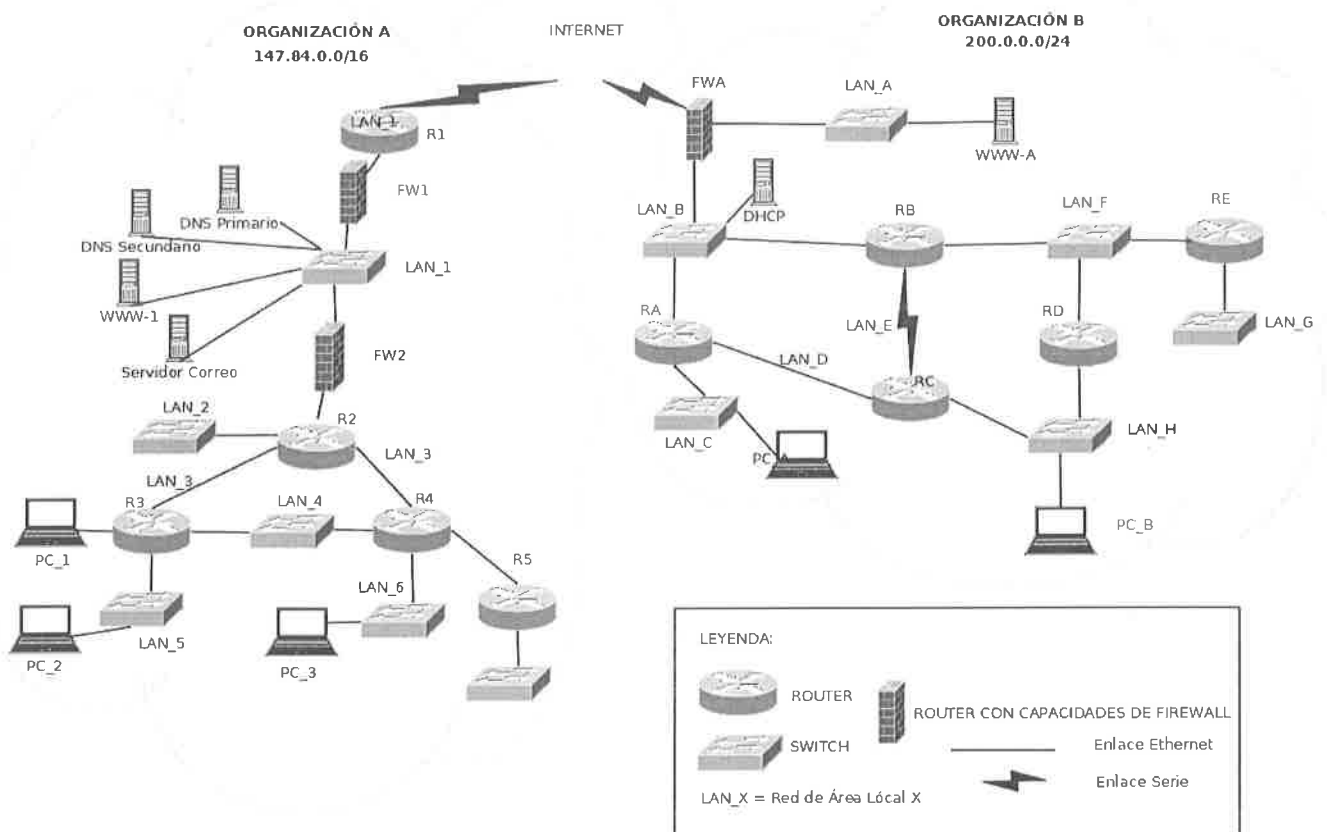 ORGANIZACIÓN A
147.84.0.0/16
INTERNET
ORGANIZACIÓN B
200.0.0.0/24
LAN_1
R1
FW1
DNS Primario
DNS Secundario
LAN_1
WWW-1
Servidor Correo
FW2
LAN_2
R2
LAN_3
LAN_3
R3
LAN_4
R4
PC_1
R5
LAN_6
LAN_5
PC_2
PC_3
FWA
LAN_A
WWW-A
LAN_B
DHCP
RB
LAN_F
RE
RA
LAN_E
RD
LAN_G
LAN_D
RC
LAN_C
LAN_H
PC_A
PC_B
LEYENDA:
ROUTER
ROUTER CON CAPACIDADES DE FIREWALL
SWITCH
Enlace Ethernet
Enlace Serie
LAN_X = Red de Área Lócal X